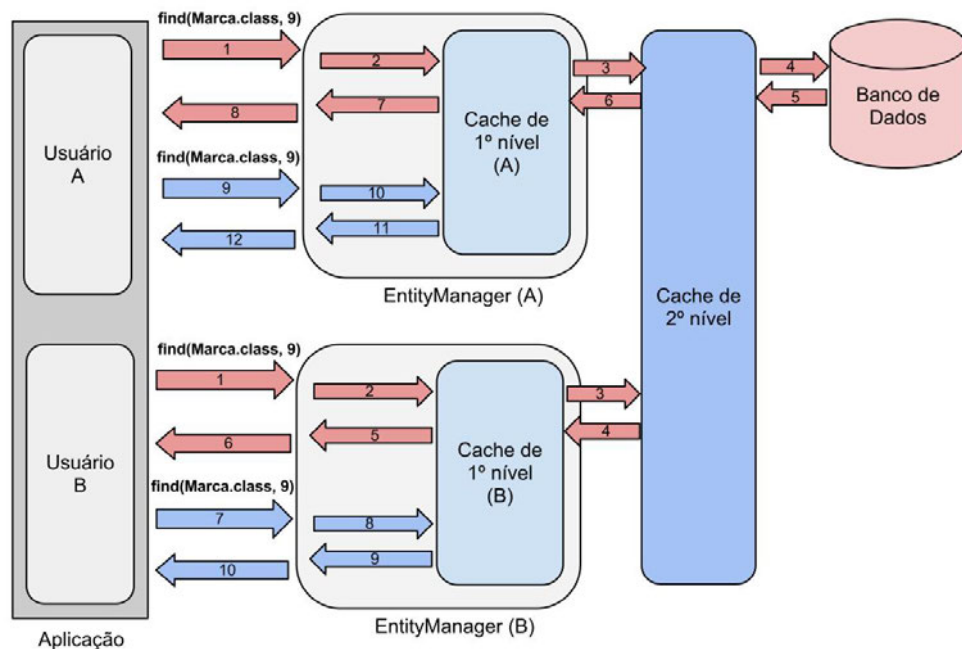 find(Marca.class, 9)
1
2
3
4
5
6
7
8
Usuário
A
find(Marca.class, 9)
9
10
11
12
Cache de
1º nível
(A)
EntityManager (A)
Cache de
2º nível
Banco de
Dados
find(Marca.class, 9)
1
2
3
4
5
6
Usuário
B
find(Marca.class, 9)
7
8
9
10
Cache de
1º nível
(B)
EntityManager (B)
Aplicação